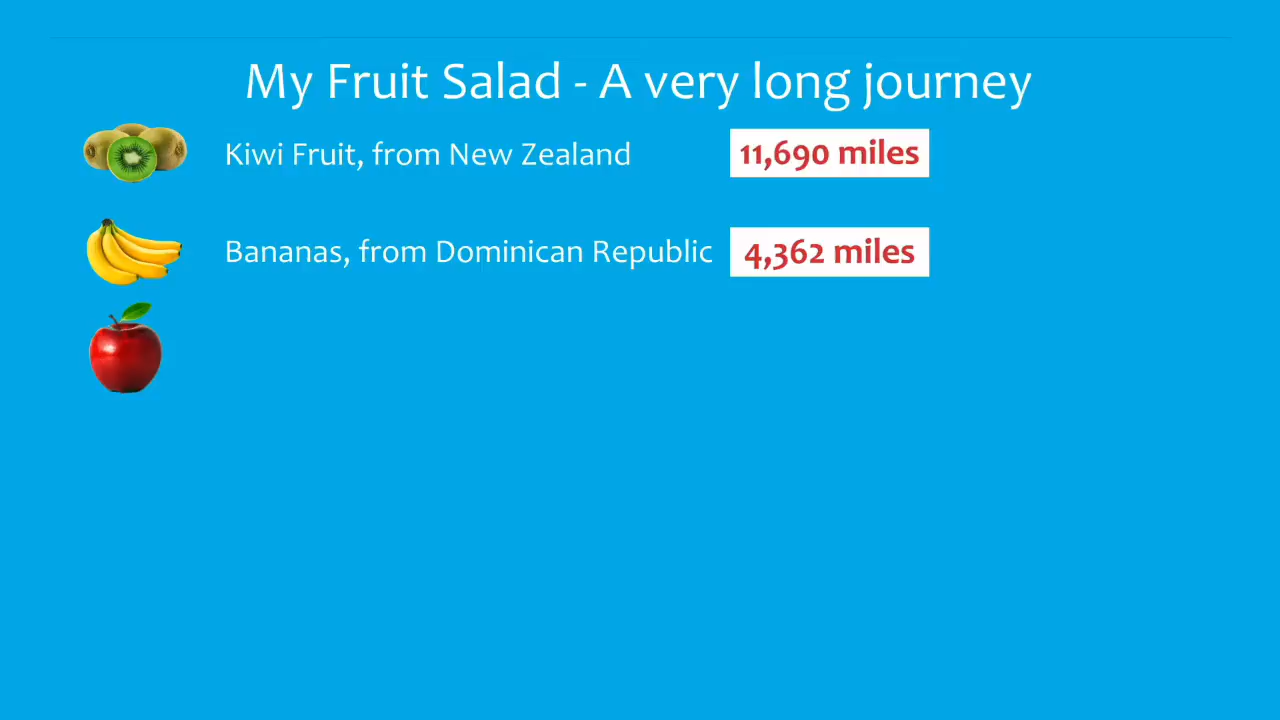 My Fruit Salad - A very long journey
Kiwi Fruit, from New Zealand 11,690 miles
Bananas, from Dominican Republic 4,362 miles